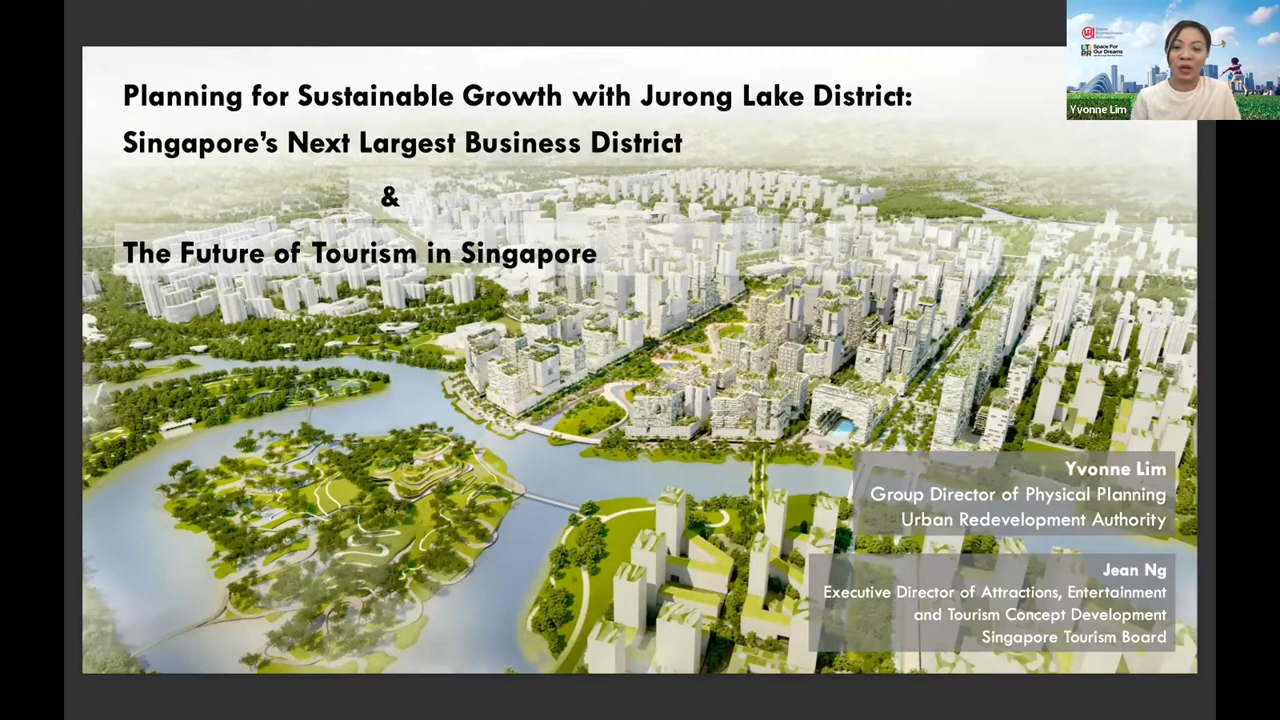 Planning for Sustainable Growth with Jurong Lake District:
Singapore's Next Largest Business District
&
The Future of Tourism in Singapore
Yvonne Lim
Group Director of Physical Planning
Urban Redevelopment Authority
Jean Ng
Executive Director of Attractions, Entertainment
and Tourism Concept Development
Singapore Tourism Board
Space For
Our Dreams
Yvonne Lim